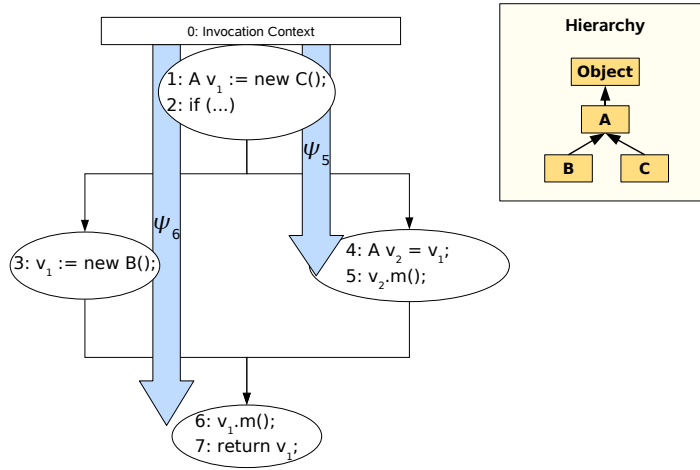 0: Invocation Context
1: A v₁ := new C();
2: if (...)
ψ₅
ψ₆
3: v₁ := new B();
4: A v₂ = v₁;
5: v₂.m();
6: v₁.m();
7: return v₁;
Hierarchy
Object
A
B
C